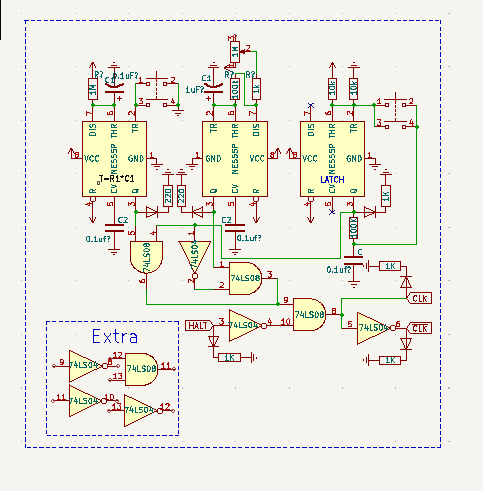 R?
0.1uF?
C1
1M
2
4
1
3
C1
1uF?
R?
100k
R?
1k
1M
2
3
10k
10k
1
2
3
4
7
6
2
DIS
THR
TR
NE555P
VCC
GND
T=R1*C1
R
CV
Q
8
1
4
5
3
7
6
2
DIS
THR
TR
NE555P
GND
VCC
Q
CV
R
1
8
3
5
4
7
6
2
DIS
THR
TR
NE555P
VCC
GND
LATCH
R
CV
Q
8
1
4
5
3
220
220
1K
C2
0.1uf?
C2
0.1uf?
100K
C
0.1uf?
5
4
74LS08
6
1
74LS04
2
1
2
74LS08
3
9
10
74LS08
8
HALT
3
74LS04
4
1K
1K
CLK
5
74LS04
6
CLK
1K
Extra
9
74LS04
8
12
13
74LS08
11
11
74LS04
10
13
74LS04
12